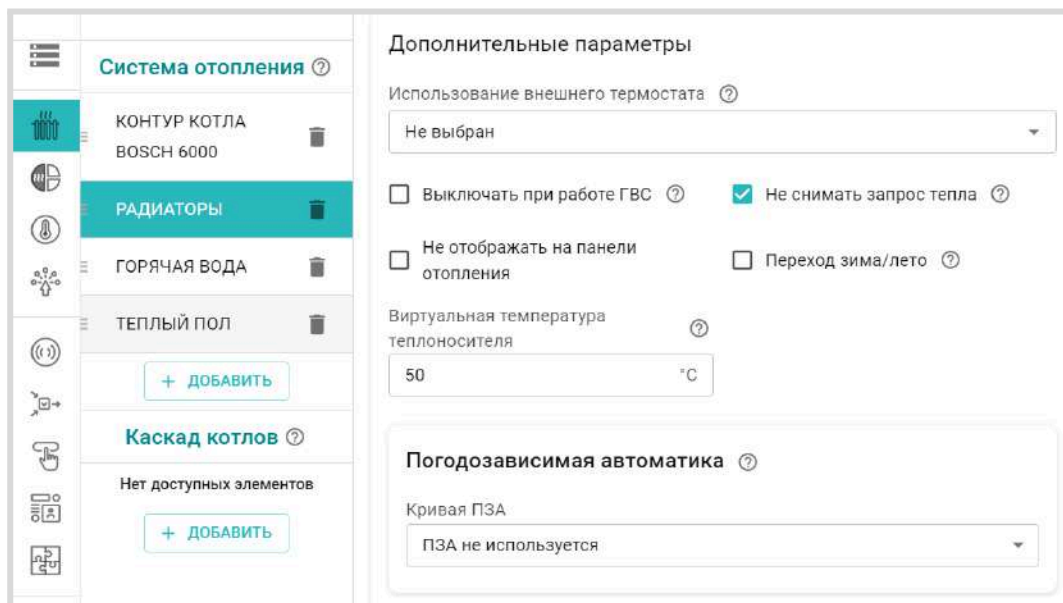 Система отопления
КОНТУР КОТЛА
BOSCH 6000
РАДИАТОРЫ
ГОРЯЧАЯ ВОДА
ТЕПЛЫЙ ПОЛ
+ ДОБАВИТЬ
Каскад котлов
Нет доступных элементов
+ ДОБАВИТЬ
Дополнительные параметры
Использование внешнего термостата
Не выбран
Выключать при работе ГВС
Не снимать запрос тепла
Не отображать на панели
отопления
Переход зима/лето
Виртуальная температура
теплоносителя
50 °C
Погодозависимая автоматика
Кривая ПЗА
ПЗА не используется